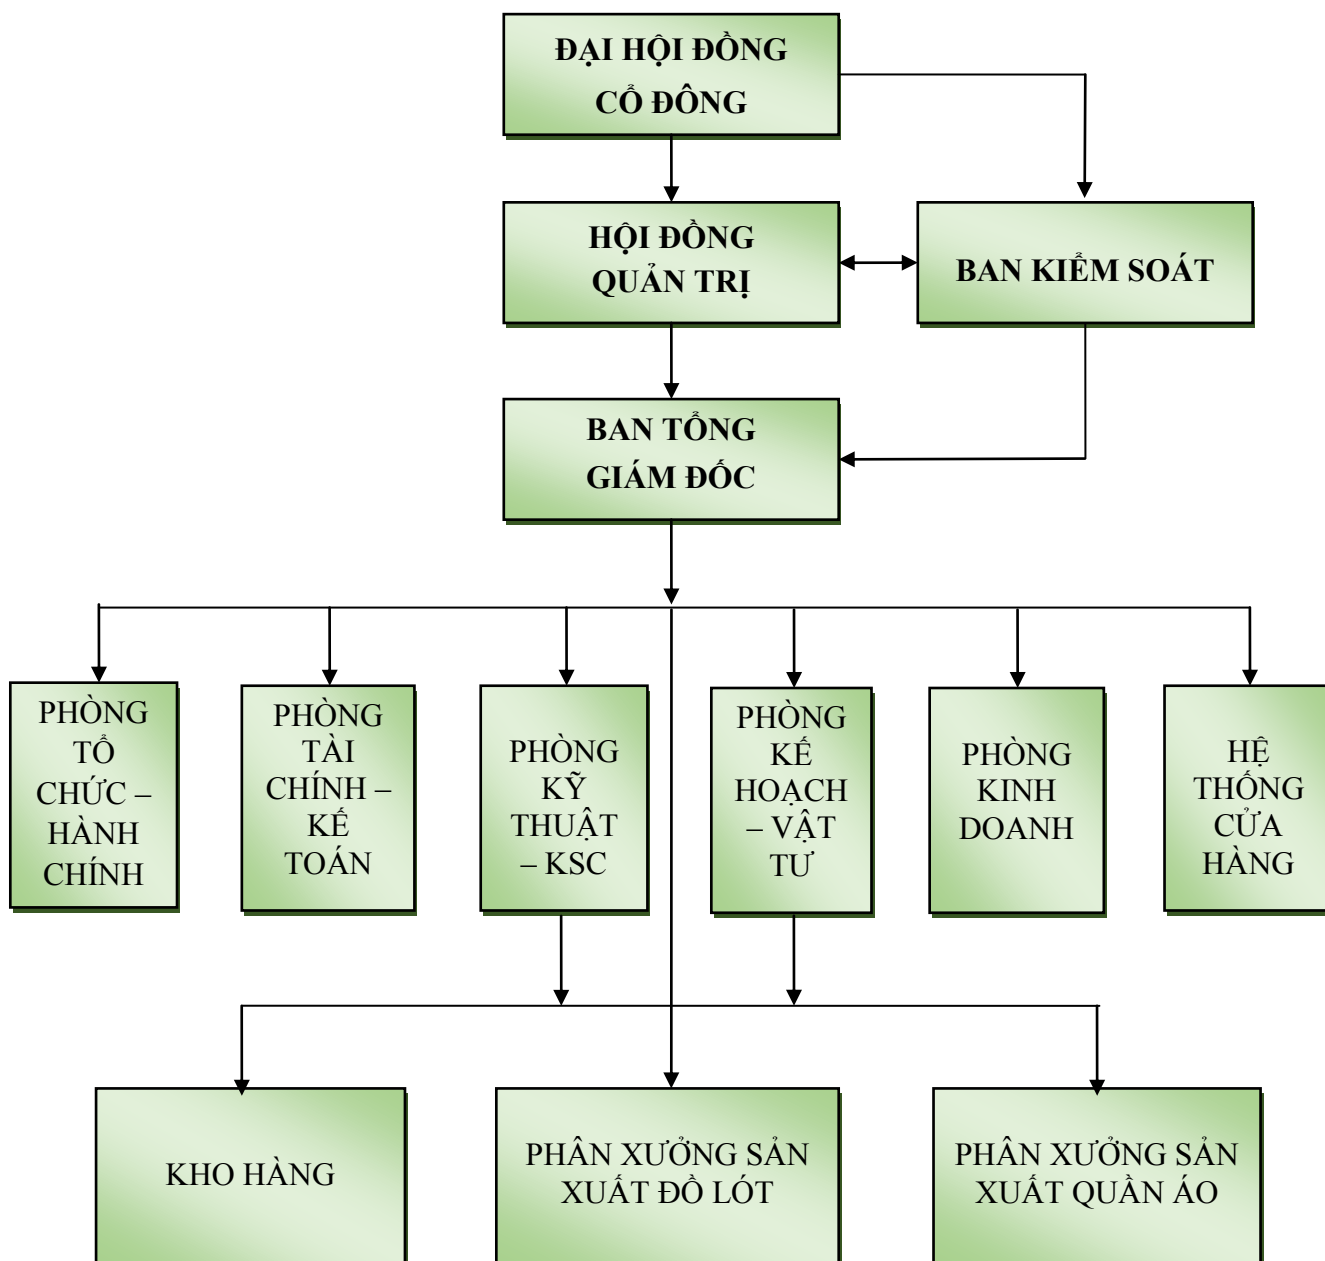 ĐẠI HỘI ĐỒNG
CỔ ĐÔNG
HỘI ĐỒNG
QUẢN TRỊ
BAN KIỂM SOÁT
BAN TỔNG
GIÁM ĐỐC
PHÒNG
TỔ
CHỨC –
HÀNH
CHÍNH
PHÒNG
TÀI
CHÍNH –
KẾ
TOÁN
PHÒNG
KỸ
THUẬT
– KSC
PHÒNG
KẾ
HOẠCH
– VẬT
TƯ
PHÒNG
KINH
DOANH
HỆ
THỐNG
CỬA
HÀNG
KHO HÀNG
PHÂN XƯỞNG SẢN
XUẤT ĐỒ LÓT
PHÂN XƯỞNG SẢN
XUẤT QUẦN ÁO